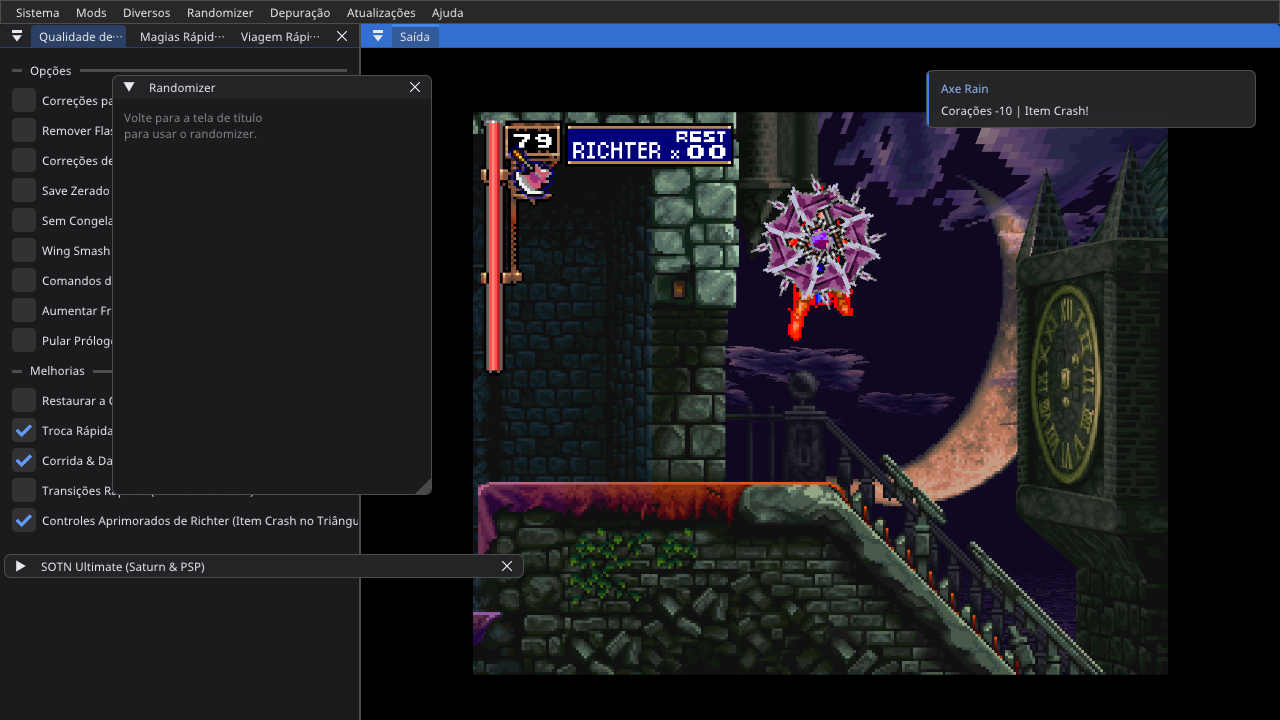 Sistema Mods Diversos Randomizer Depuração Atualizações Ajuda
Qualidade de··· Magias Rápid··· Viagem Rápi···
Saída
Opções
Correções pa
Remover Flas
Correções de
Save Zerado
Sem Congela
Wing Smash
Comandos d
Aumentar Fr
Pular Prólog
Melhorias
Restaurar a
Troca Rápida
Corrida & Da
Transições
Controles Aprimorados de Richter (Item Crash no Triângu
Randomizer
Volte para a tela de título
para usar o randomizer.
SOTN Ultimate (Saturn & PSP)
79
REST
RICHTER x 00
Axe Rain
Corações -10 | Item Crash!